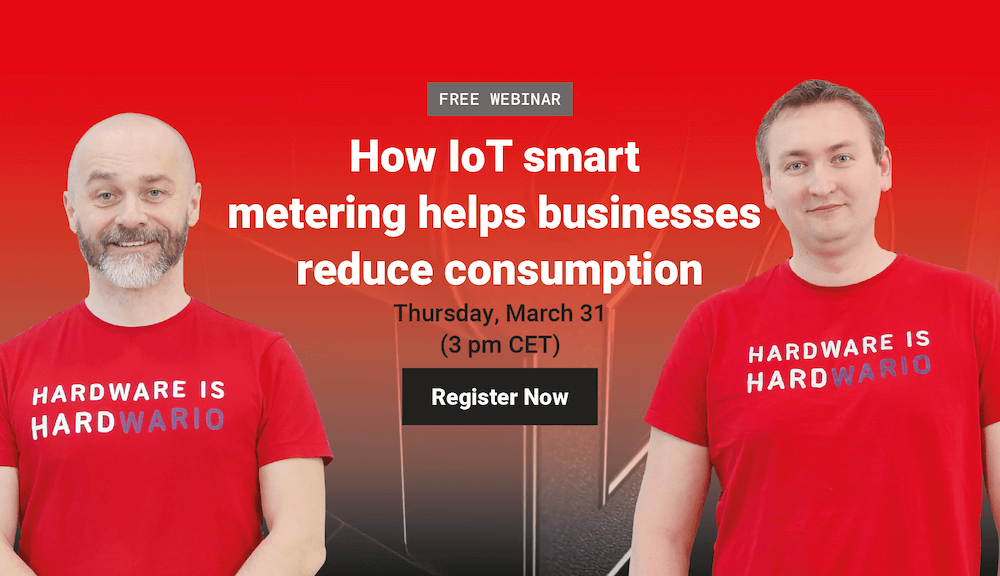 FREE WEBINAR
How IoT smart
metering helps businesses
reduce consumption
Thursday, March 31
(3 pm CET)
Register Now
HARDWARE IS
HARDWARIO
HARDWARE IS
HARDWARIO